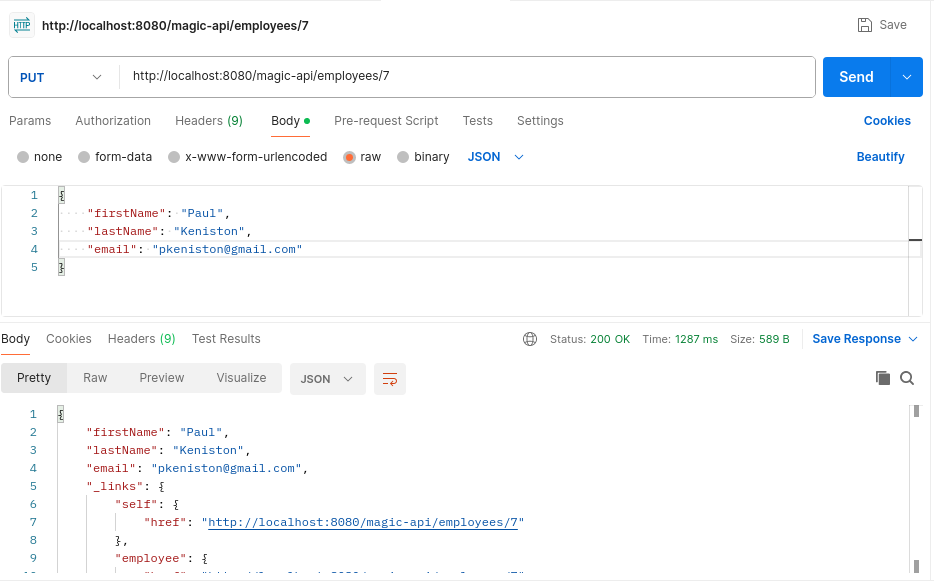 HTTP http://localhost:8080/magic-api/employees/7 Save
PUT http://localhost:8080/magic-api/employees/7 Send
Params Authorization Headers (9) Body Pre-request Script Tests Settings Cookies
none form-data x-www-form-urlencoded raw binary JSON Beautify
1 {
2 "firstName": "Paul",
3 "lastName": "Keniston",
4 "email": "pkeniston@gmail.com"
5 }
Body Cookies Headers (9) Test Results Status: 200 OK Time: 1287 ms Size: 589 B Save Response
Pretty Raw Preview Visualize JSON
1 {
2 "firstName": "Paul",
3 "lastName": "Keniston",
4 "email": "pkeniston@gmail.com",
5 "_links": {
6 "self": {
7 "href": "http://localhost:8080/magic-api/employees/7"
8 },
9 "employee": {